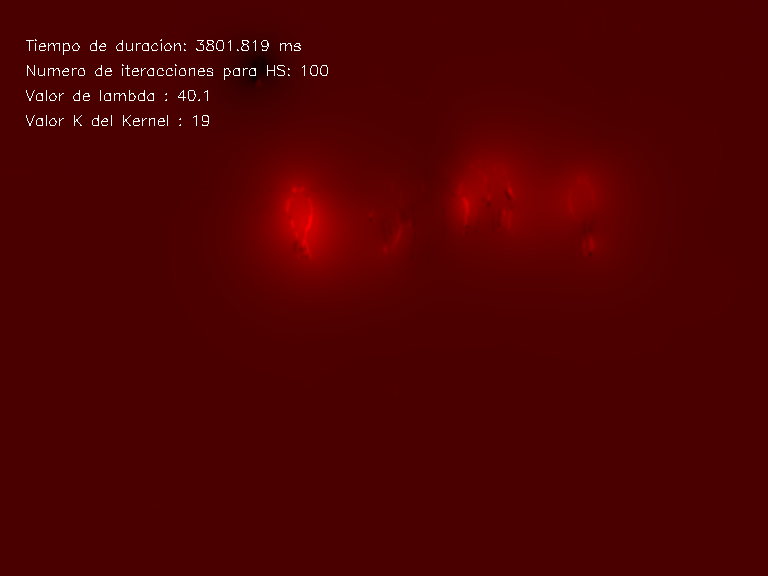 Tiempo de duracion: 3801.819 ms
Numero de iteracciones para HS: 100
Valor de lambda : 40.1
Valor K del Kernel : 19